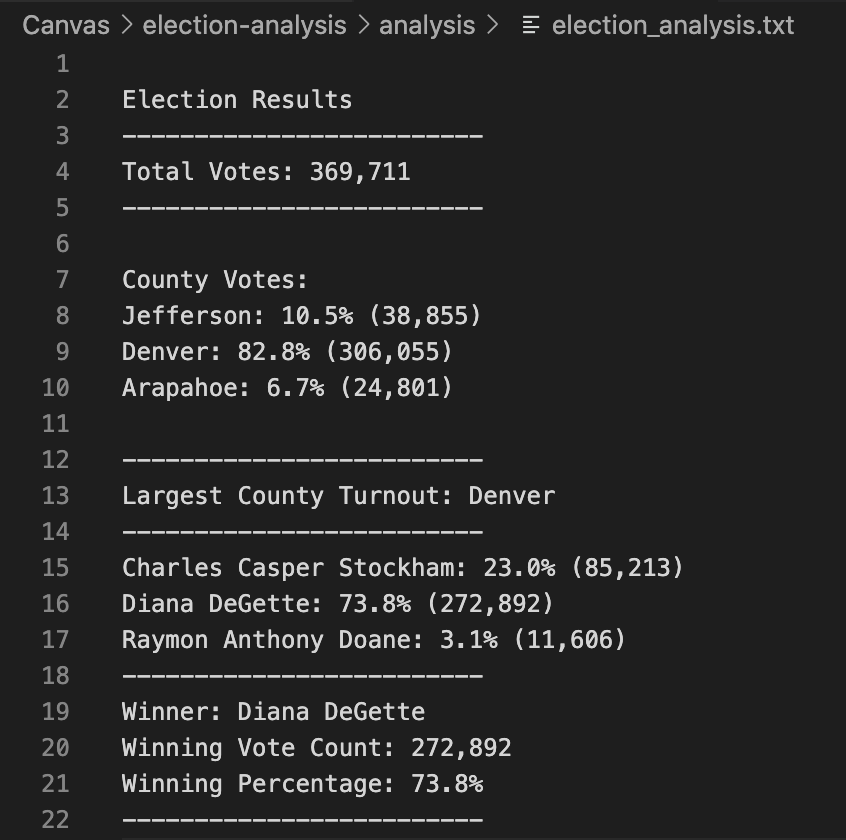 Canvas > election-analysis > analysis > election_analysis.txt
1
2 Election Results
3 -------------------------
4 Total Votes: 369,711
5 -------------------------
6
7 County Votes:
8 Jefferson: 10.5% (38,855)
9 Denver: 82.8% (306,055)
10 Arapahoe: 6.7% (24,801)
11
12 -------------------------
13 Largest County Turnout: Denver
14 -------------------------
15 Charles Casper Stockham: 23.0% (85,213)
16 Diana DeGette: 73.8% (272,892)
17 Raymon Anthony Doane: 3.1% (11,606)
18 -------------------------
19 Winner: Diana DeGette
20 Winning Vote Count: 272,892
21 Winning Percentage: 73.8%
22 -------------------------